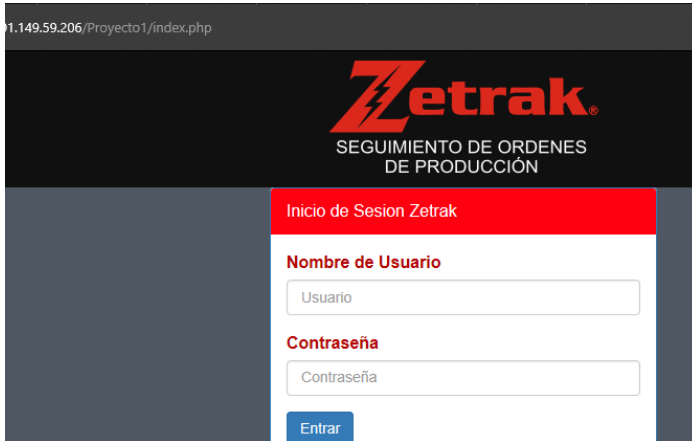 91.149.59.206/Proyecto1/index.php
Zetrak®
SEGUIMIENTO DE ORDENES
DE PRODUCCIÓN
Inicio de Sesion Zetrak
Nombre de Usuario
Usuario
Contraseña
Contraseña
Entrar